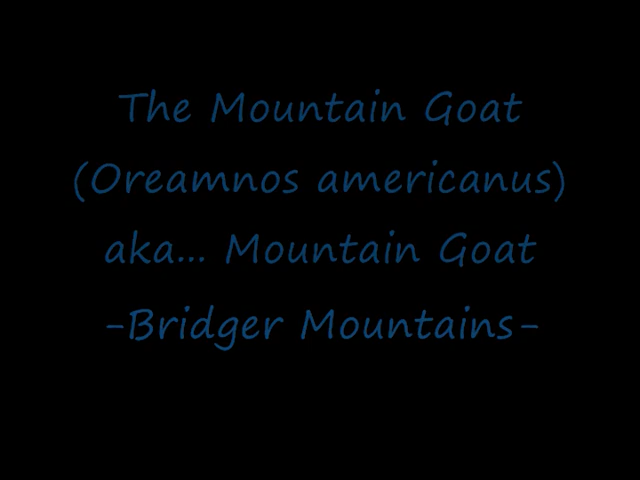 The Mountain Goat
(Oreamnos americanus)
aka... Mountain Goat
-Bridger Mountains-